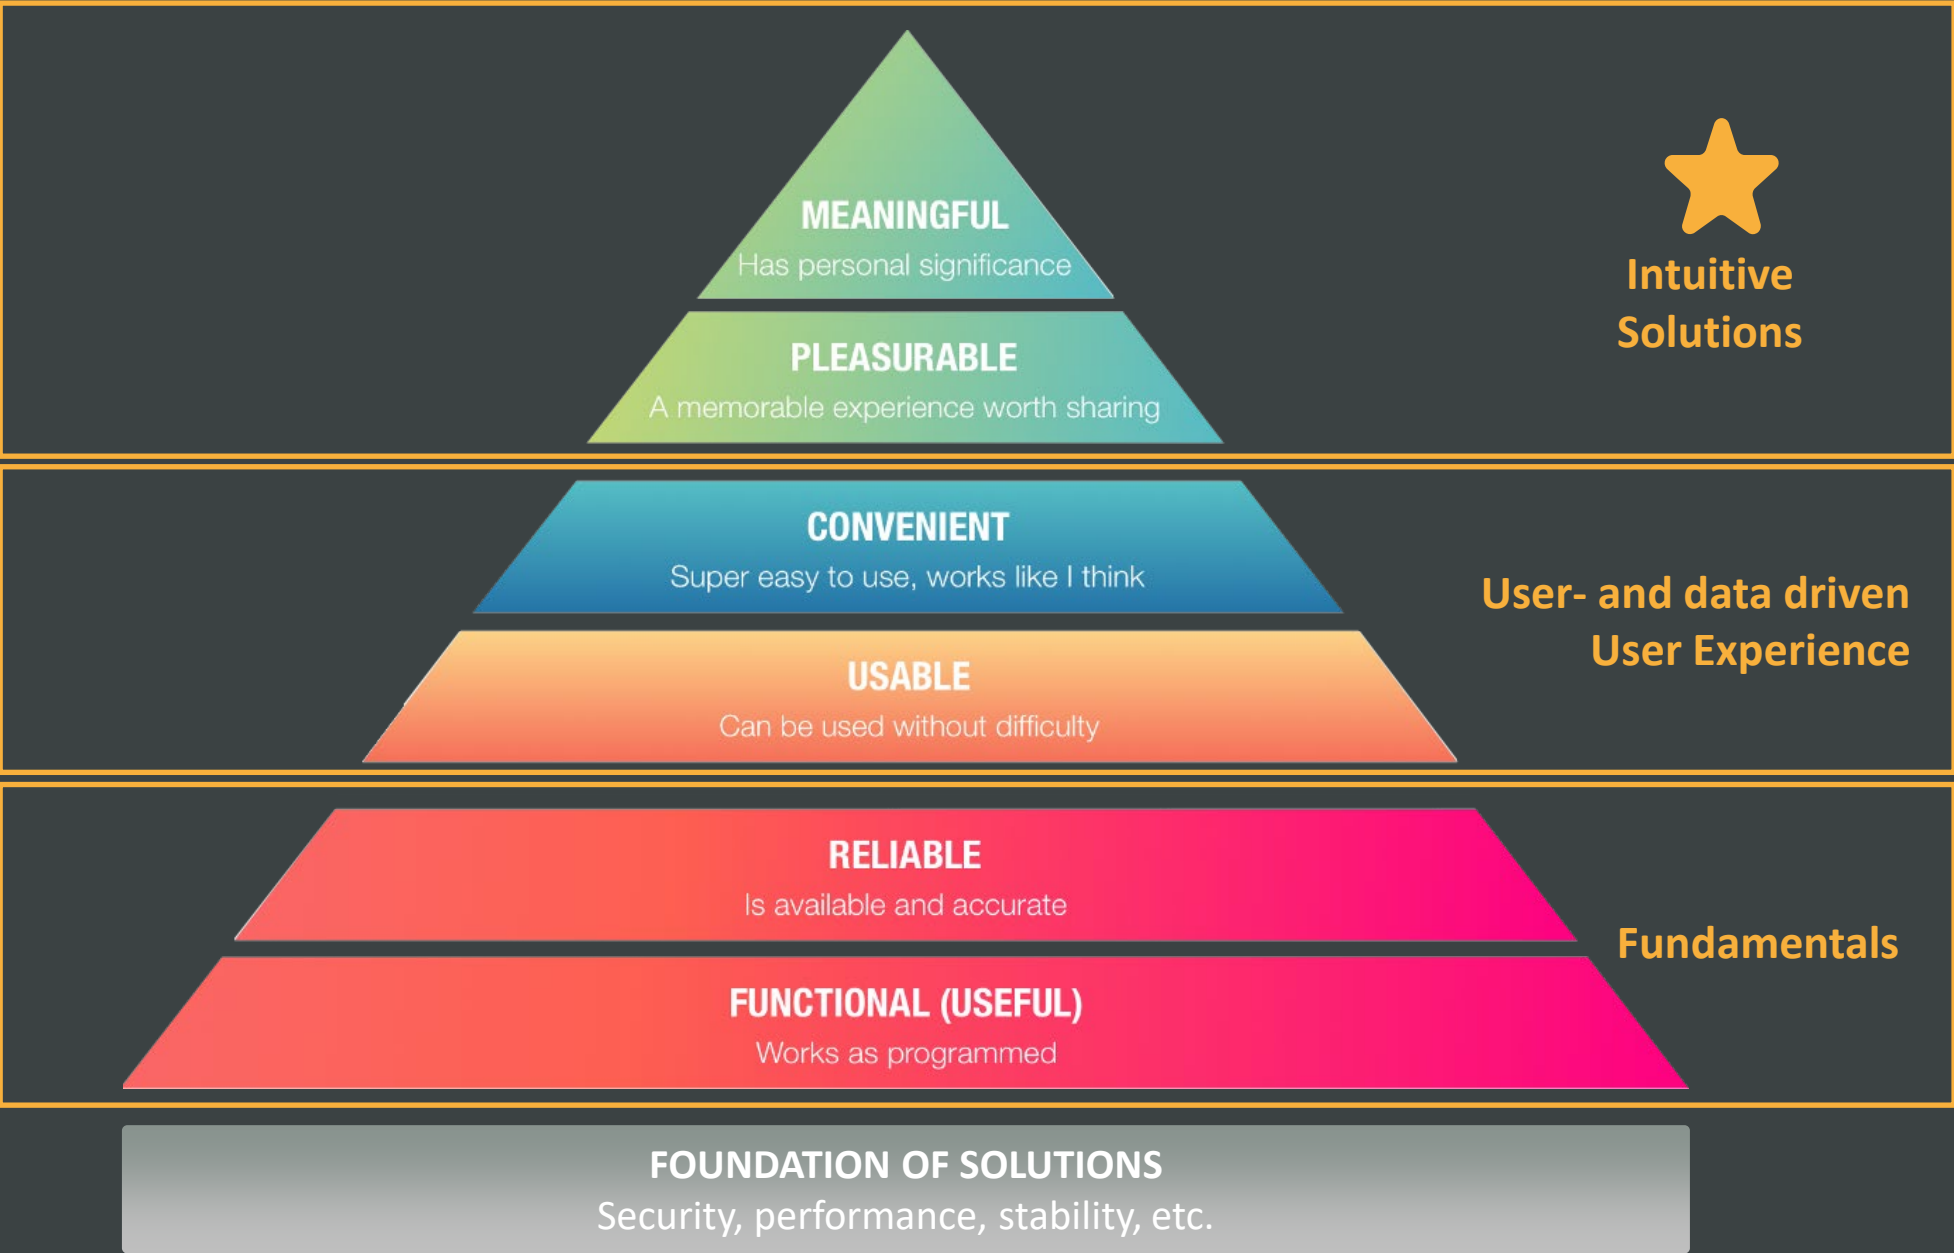 MEANINGFUL
Has personal significance
PLEASURABLE
A memorable experience worth sharing
Intuitive
Solutions
CONVENIENT
Super easy to use, works like I think
USABLE
Can be used without difficulty
User- and data driven
User Experience
RELIABLE
Is available and accurate
FUNCTIONAL (USEFUL)
Works as programmed
Fundamentals
FOUNDATION OF SOLUTIONS
Security, performance, stability, etc.